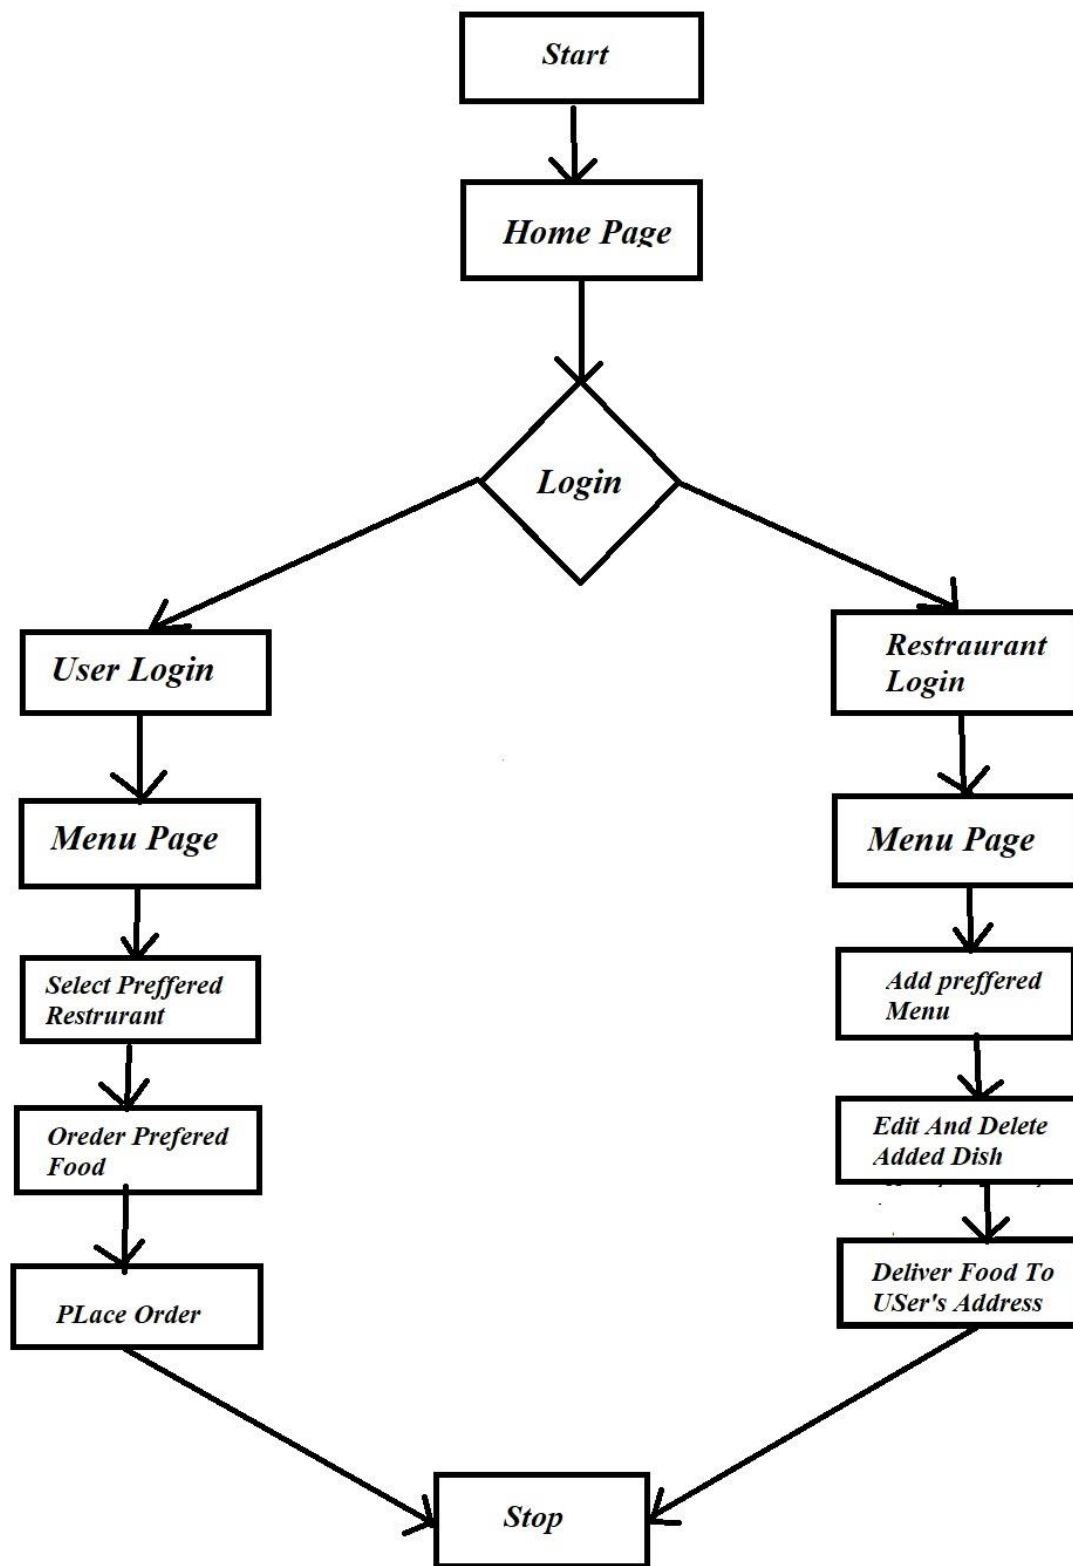 Start
Home Page
Login
User Login
Restraurant
Login
Menu Page
Menu Page
Select Preffered
Restrurant
Add preffered
Menu
Oreder Prefered
Food
Edit And Delete
Added Dish
PLace Order
Deliver Food To
USer's Address
Stop